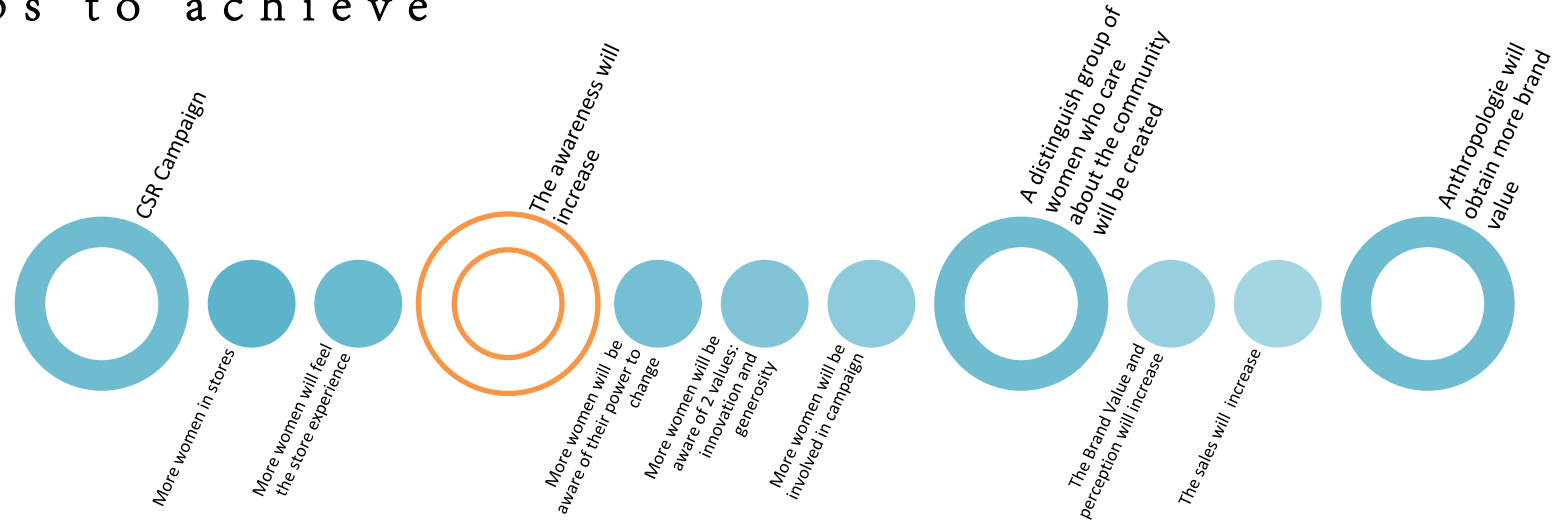 to achieve
CSR Campaign
More women in stores
More women will feel
the store experience
The awareness will
increase
More women will be
aware of their power to
change
More women will be
aware of 2 values:
innovation and
generosity
More women will be
involved in campaign
A distinguish group of
women who care
about the community
will be created
The Brand Value and
perception will increase
The sales will increase
Anthropologie will
obtain more brand
value